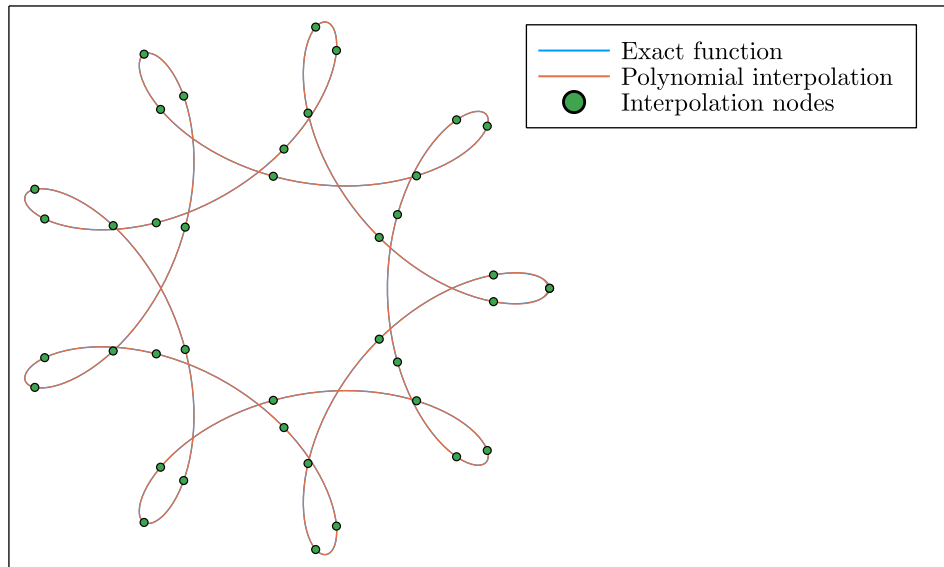 Exact function
Polynomial interpolation
Interpolation nodes